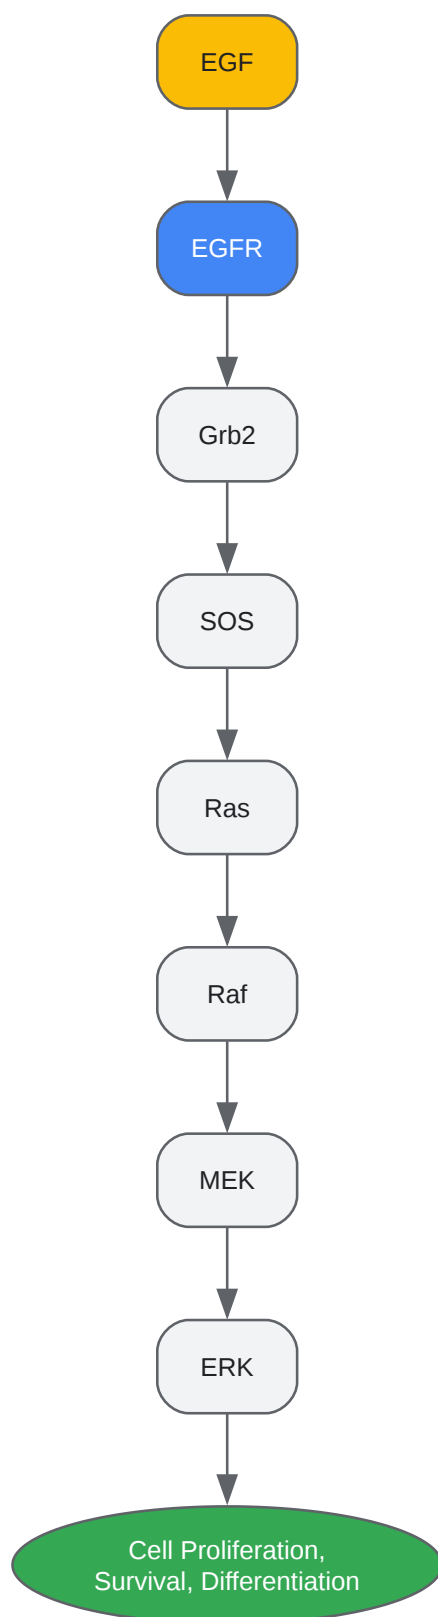 EGF
EGFR
Grb2
SOS
Ras
Raf
MEK
ERK
Cell Proliferation,
Survival, Differentiation